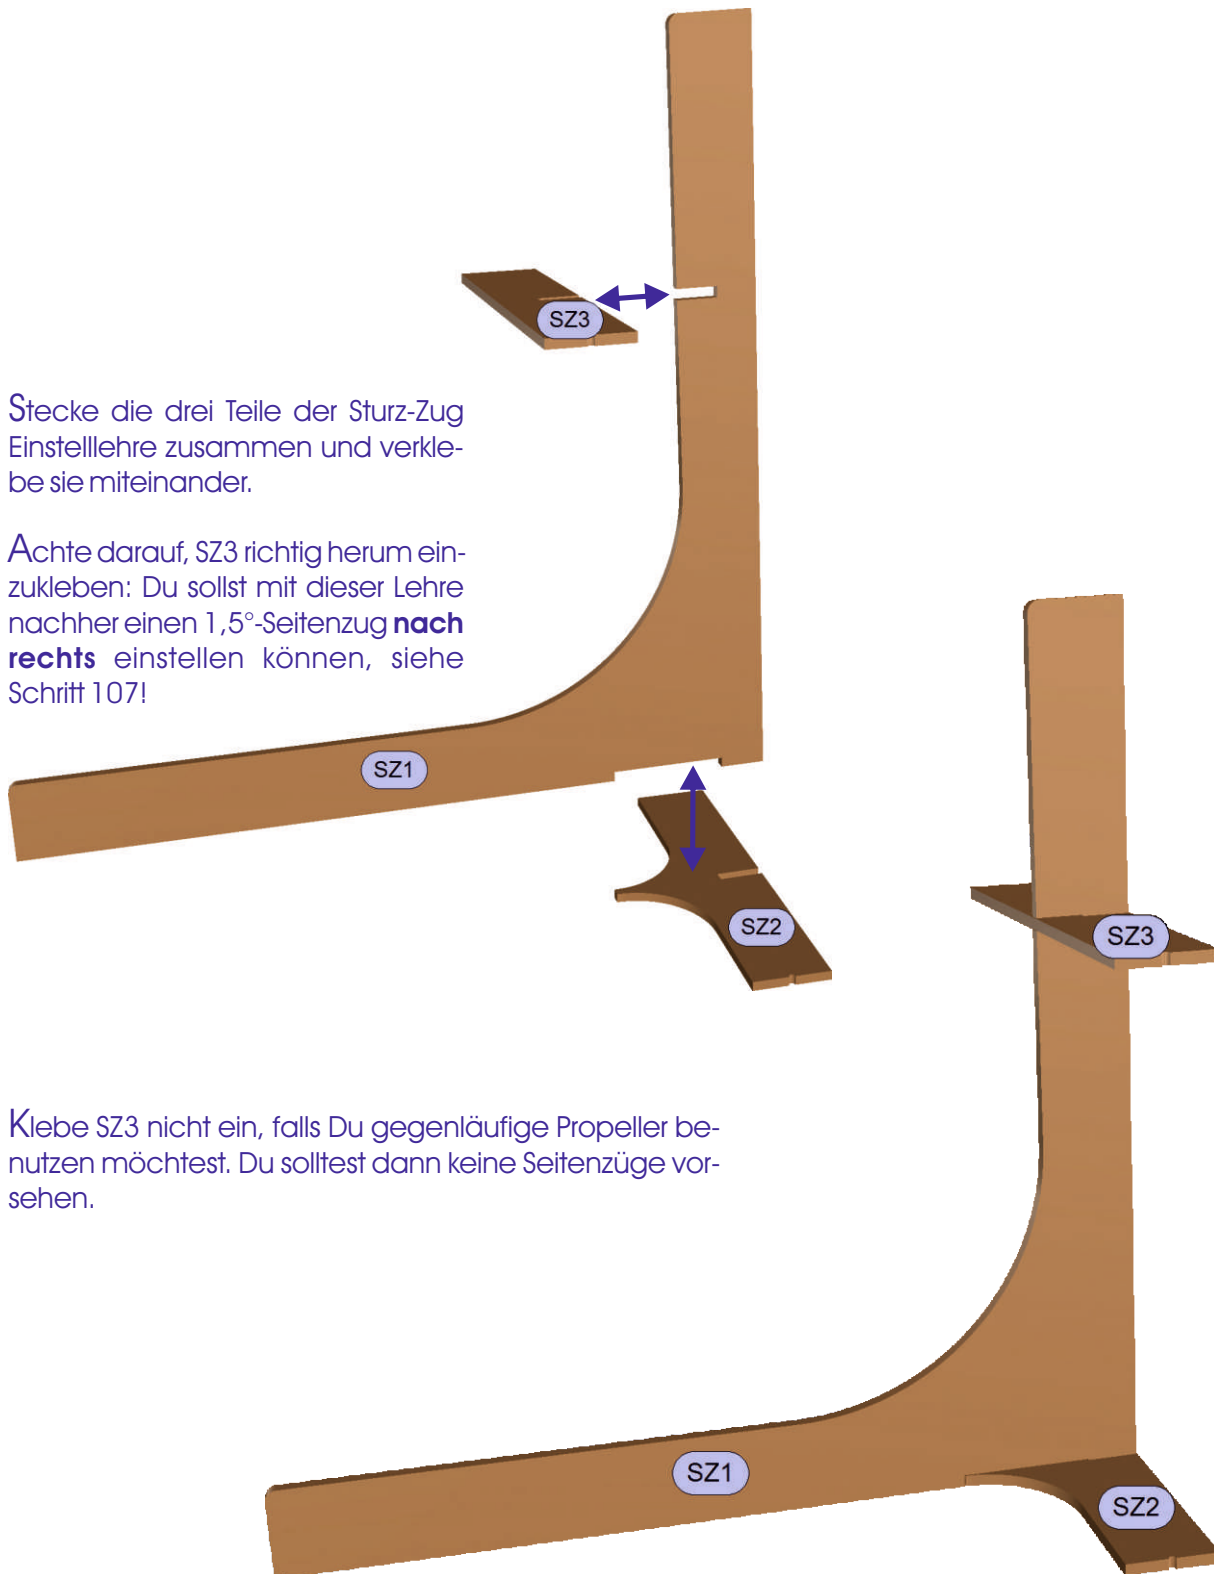 SZ3
Stecke die drei Teile der Sturz-Zug
Einstelllehre zusammen und verkle-
be sie miteinander.
Achte darauf, SZ3 richtig herum ein-
zukleben: Du sollst mit dieser Lehre
nachher einen 1,5°-Seitenzug nach
rechts einstellen können, siehe
Schritt 107!
SZ1
SZ2
SZ3
Klebe SZ3 nicht ein, falls Du gegenläufige Propeller be-
nutzen möchtest. Du solltest dann keine Seitenzüge vor-
sehen.
SZ1
SZ2